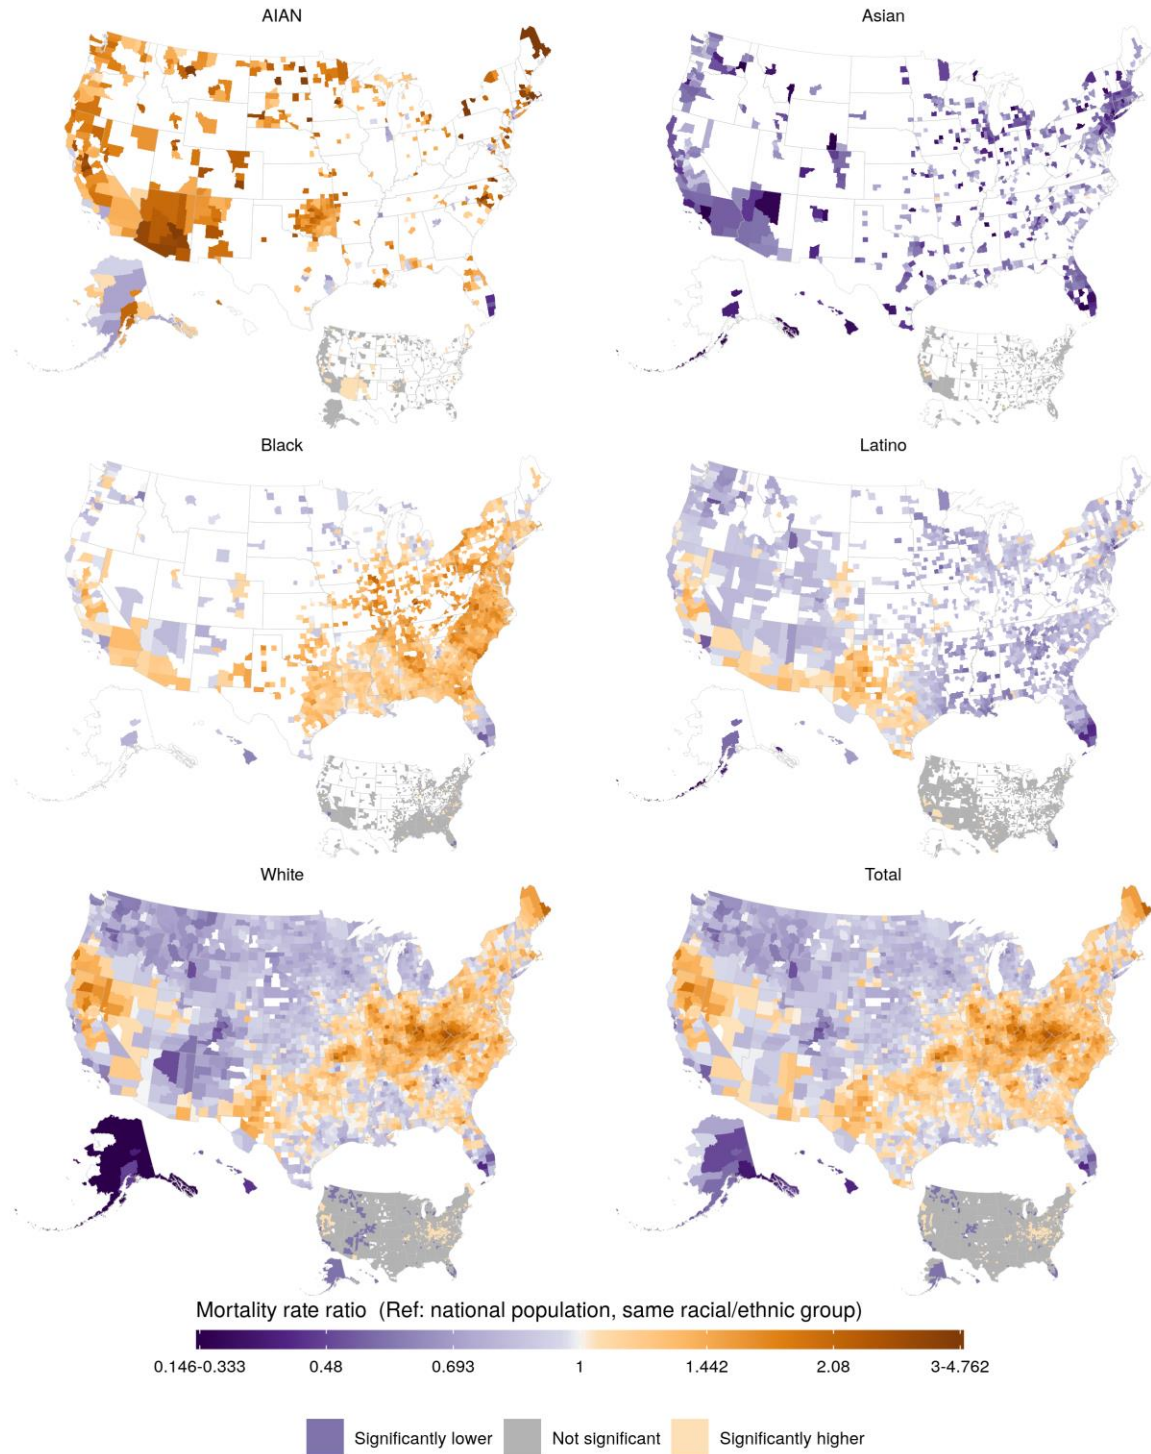 AIAN
Asian
Black
Latino
White
Total
Mortality rate ratio (Ref: national population, same racial/ethnic group)
0.146-0.333 0.48 0.693 1 1.442 2.08 3-4.762
Significantly lower Not significant Significantly higher